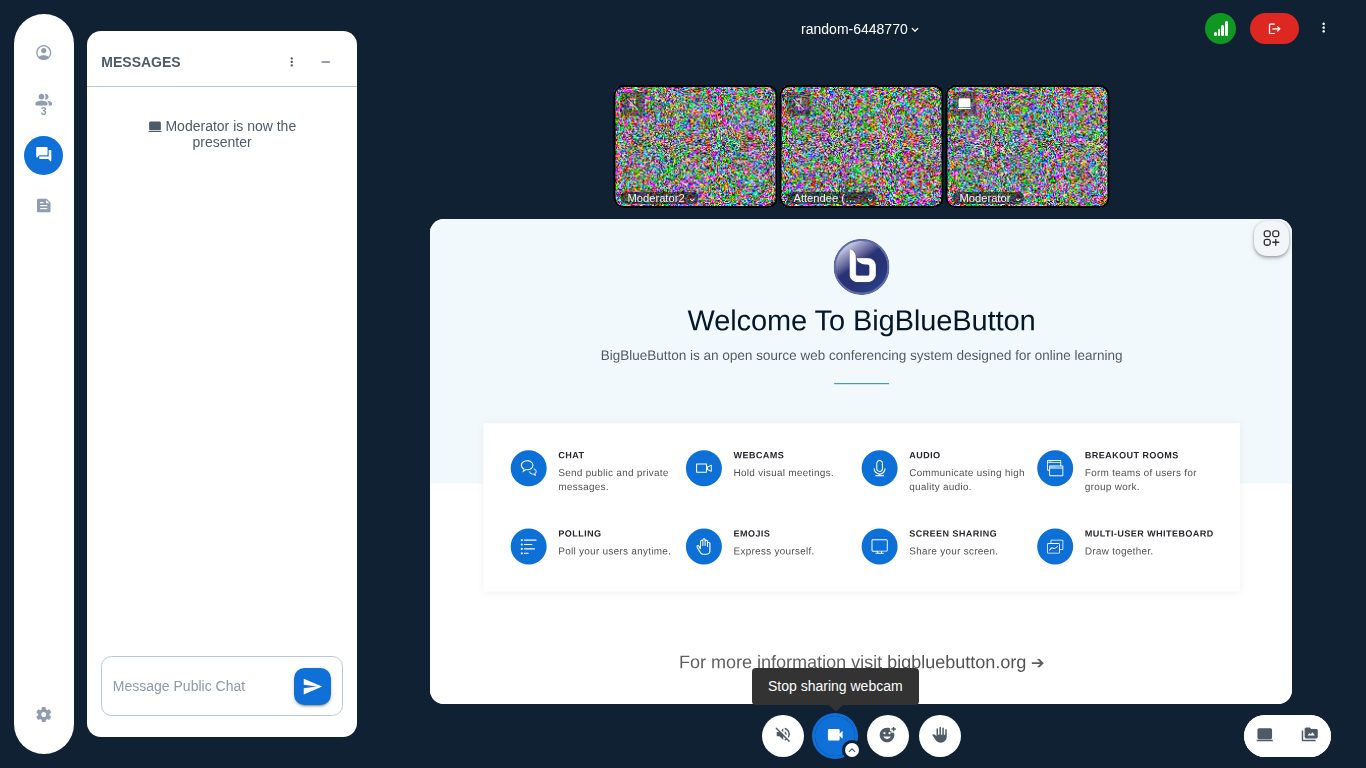 random-6448770
3
MESSAGES
Moderator is now the
presenter
Message Public Chat
Moderator2
Attendee (...
Moderator
Welcome To BigBlueButton
BigBlueButton is an open source web conferencing system designed for online learning
CHAT
Send public and private
messages.
WEBCAMS
Hold visual meetings.
AUDIO
Communicate using high
quality audio.
BREAKOUT ROOMS
Form teams of users for
group work.
POLLING
Poll your users anytime.
EMOJIS
Express yourself.
SCREEN SHARING
Share your screen.
MULTI-USER WHITEBOARD
Draw together.
For more information visit bigbluebutton.org →
Stop sharing webcam